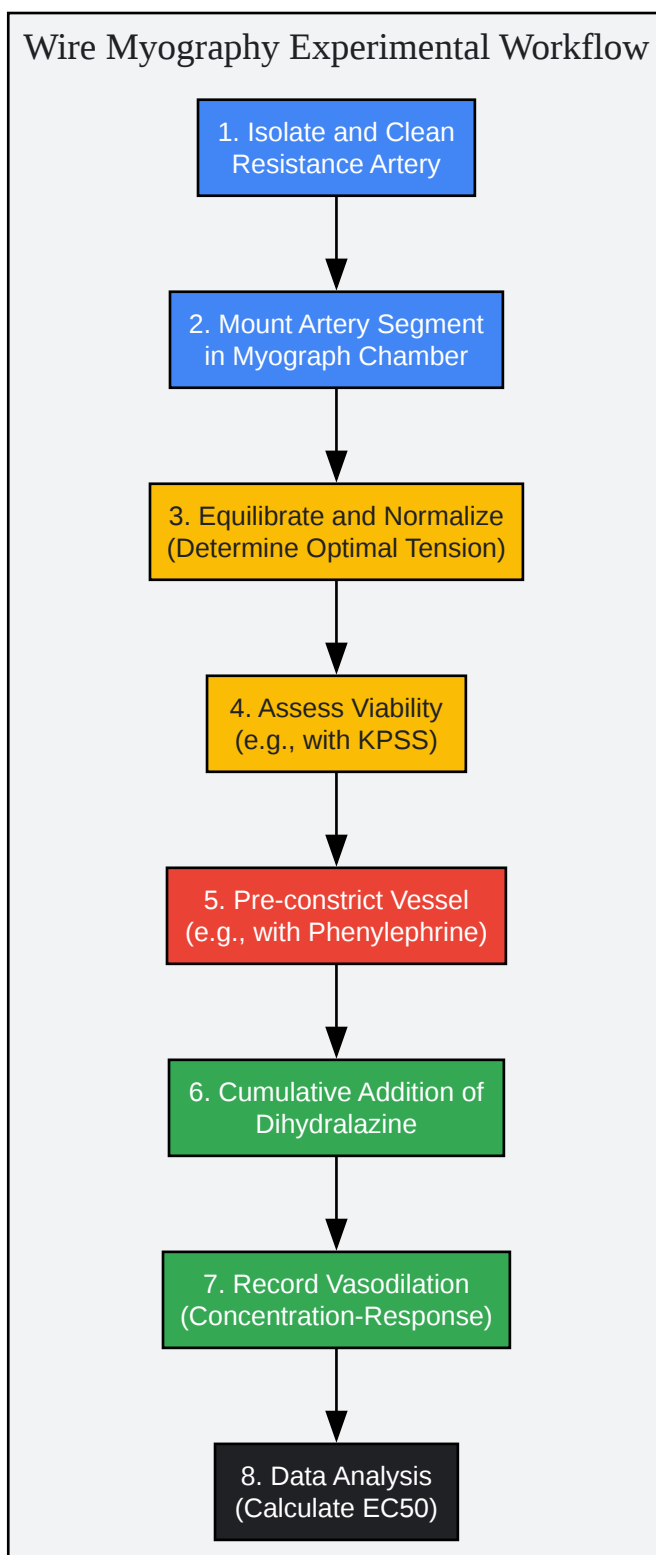 Wire Myography Experimental Workflow
1. Isolate and Clean
Resistance Artery
2. Mount Artery Segment
in Myograph Chamber
3. Equilibrate and Normalize
(Determine Optimal Tension)
4. Assess Viability
(e.g., with KPSS)
5. Pre-constrict Vessel
(e.g., with Phenylephrine)
6. Cumulative Addition of
Dihydralazine
7. Record Vasodilation
(Concentration-Response)
8. Data Analysis
(Calculate EC50)